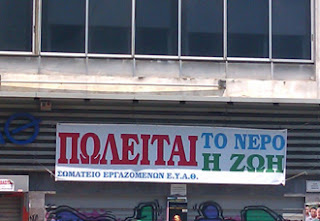 ΠΩΛΕΙΤΑΙ
ΤΟ ΝΕΡΟ
Η ΖΩΗ
ΣΩΜΑΤΕΙΟ ΕΡΓΑΖΟΜΕΝΩΝ Ε.Υ.Α.Θ.